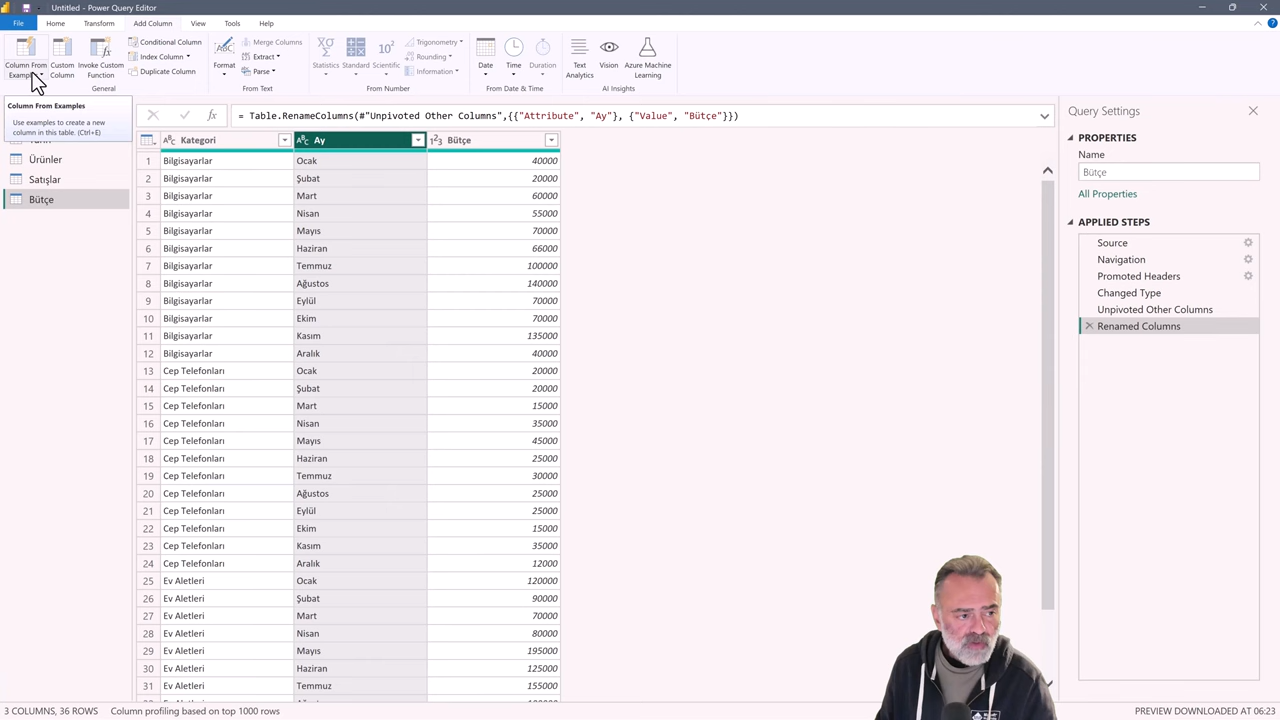 Untitled - Power Query Editor
File Home Transform Add Column View Tools Help
Column From Examples
Custom Column
Invoke Custom Function
Conditional Column
Index Column
Duplicate Column
General
Format
Merge Columns
Extract
Parse
From Text
Statistics
Standard
Scientific
Trigonometry
Rounding
Information
From Number
Date
Time
Duration
From Date & Time
Text Analytics
Vision
Azure Machine Learning
AI Insights
Column From Examples
Use examples to create a new
column in this table. (Ctrl+E)
= Table.RenameColumns(#"Unpivoted Other Columns",{{"Attribute", "Ay"}, {"Value", "Bütçe"}})
Ürünler
Satışlar
Bütçe
Kategori Ay Bütçe
1 Bilgisayarlar Ocak 40000
2 Bilgisayarlar Şubat 20000
3 Bilgisayarlar Mart 60000
4 Bilgisayarlar Nisan 55000
5 Bilgisayarlar Mayıs 70000
6 Bilgisayarlar Haziran 66000
7 Bilgisayarlar Temmuz 100000
8 Bilgisayarlar Ağustos 140000
9 Bilgisayarlar Eylül 70000
10 Bilgisayarlar Ekim 70000
11 Bilgisayarlar Kasım 135000
12 Bilgisayarlar Aralık 40000
13 Cep Telefonları Ocak 20000
14 Cep Telefonları Şubat 20000
15 Cep Telefonları Mart 15000
16 Cep Telefonları Nisan 35000
17 Cep Telefonları Mayıs 45000
18 Cep Telefonları Haziran 25000
19 Cep Telefonları Temmuz 30000
20 Cep Telefonları Ağustos 25000
21 Cep Telefonları Eylül 25000
22 Cep Telefonları Ekim 15000
23 Cep Telefonları Kasım 35000
24 Cep Telefonları Aralık 12000
25 Ev Aletleri Ocak 120000
26 Ev Aletleri Şubat 90000
27 Ev Aletleri Mart 70000
28 Ev Aletleri Nisan 80000
29 Ev Aletleri Mayıs 195000
30 Ev Aletleri Haziran 125000
31 Ev Aletleri Temmuz 155000
Query Settings
PROPERTIES
Name
Bütçe
All Properties
APPLIED STEPS
Source
Navigation
Promoted Headers
Changed Type
Unpivoted Other Columns
Renamed Columns
3 COLUMNS, 36 ROWS Column profiling based on top 1000 rows
PREVIEW DOWNLOADED AT 06:23